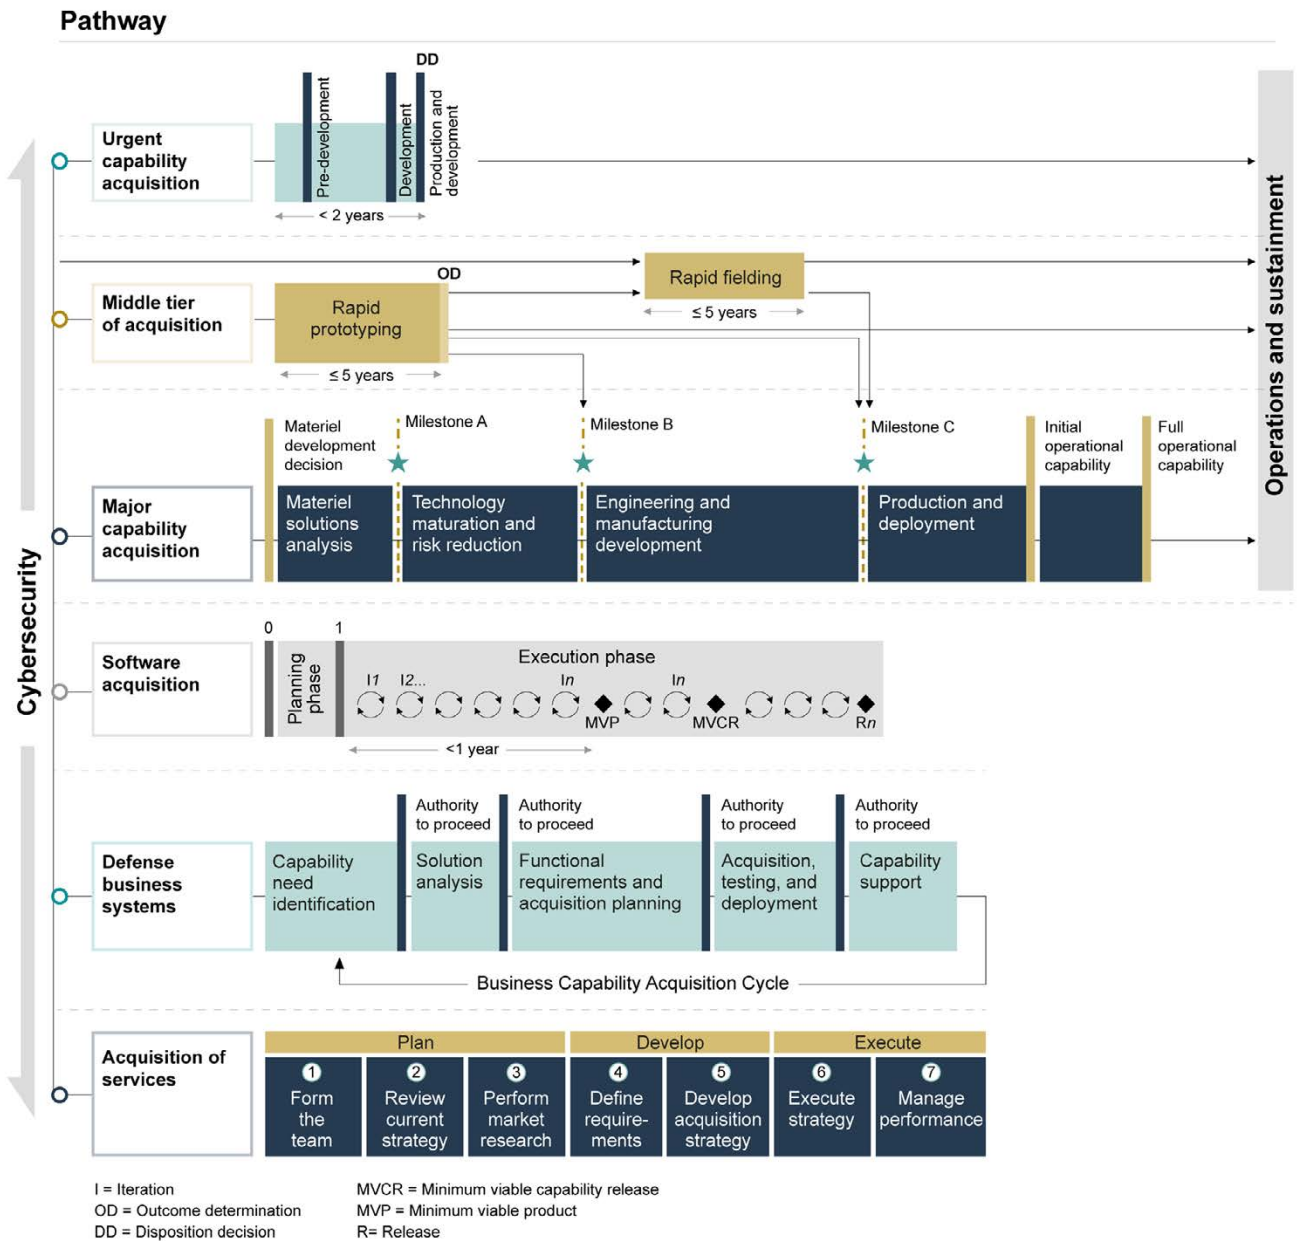 Pathway
Cybersecurity
Operations and sustainment
Urgent
capability
acquisition
DD
Pre-development
Development
Production and
development
< 2 years
Middle tier
of acquisition
Rapid
prototyping
OD
≤ 5 years
Rapid fielding
≤ 5 years
Major
capability
acquisition
Materiel
development
decision
Milestone A
Milestone B
Milestone C
Initial
operational
capability
Full
operational
capability
Materiel
solutions
analysis
Technology
maturation and
risk reduction
Engineering and
manufacturing
development
Production and
deployment
Software
acquisition
0
1
Planning
phase
Execution phase
I1
I2...
In
In
MVP
MVCR
Rn
<1 year
Defense
business
systems
Authority
to proceed
Authority
to proceed
Authority
to proceed
Authority
to proceed
Capability
need
identification
Solution
analysis
Functional
requirements and
acquisition planning
Acquisition,
testing, and
deployment
Capability
support
Business Capability Acquisition Cycle
Acquisition of
services
Plan
Develop
Execute
1
Form
the
team
2
Review
current
strategy
3
Perform
market
research
4
Define
require-
ments
5
Develop
acquisition
strategy
6
Execute
strategy
7
Manage
performance
I = Iteration
OD = Outcome determination
DD = Disposition decision
MVCR = Minimum viable capability release
MVP = Minimum viable product
R= Release